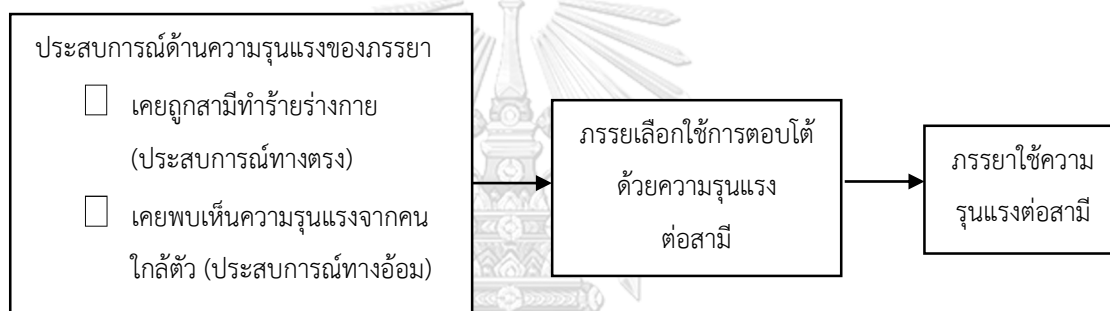 ประสบการณ์ด้านความรุนแรงของภรรยา
เคยถูกสามีทำร้ายร่างกาย
(ประสบการณ์ทางตรง)
เคยพบเห็นความรุนแรงจากคน
ใกล้ตัว (ประสบการณ์ทางอ้อม)
ภรรยเลือกใช้การตอบโต้
ด้วยความรุนแรง
ต่อสามี
ภรรยาใช้ความ
รุนแรงต่อสามี